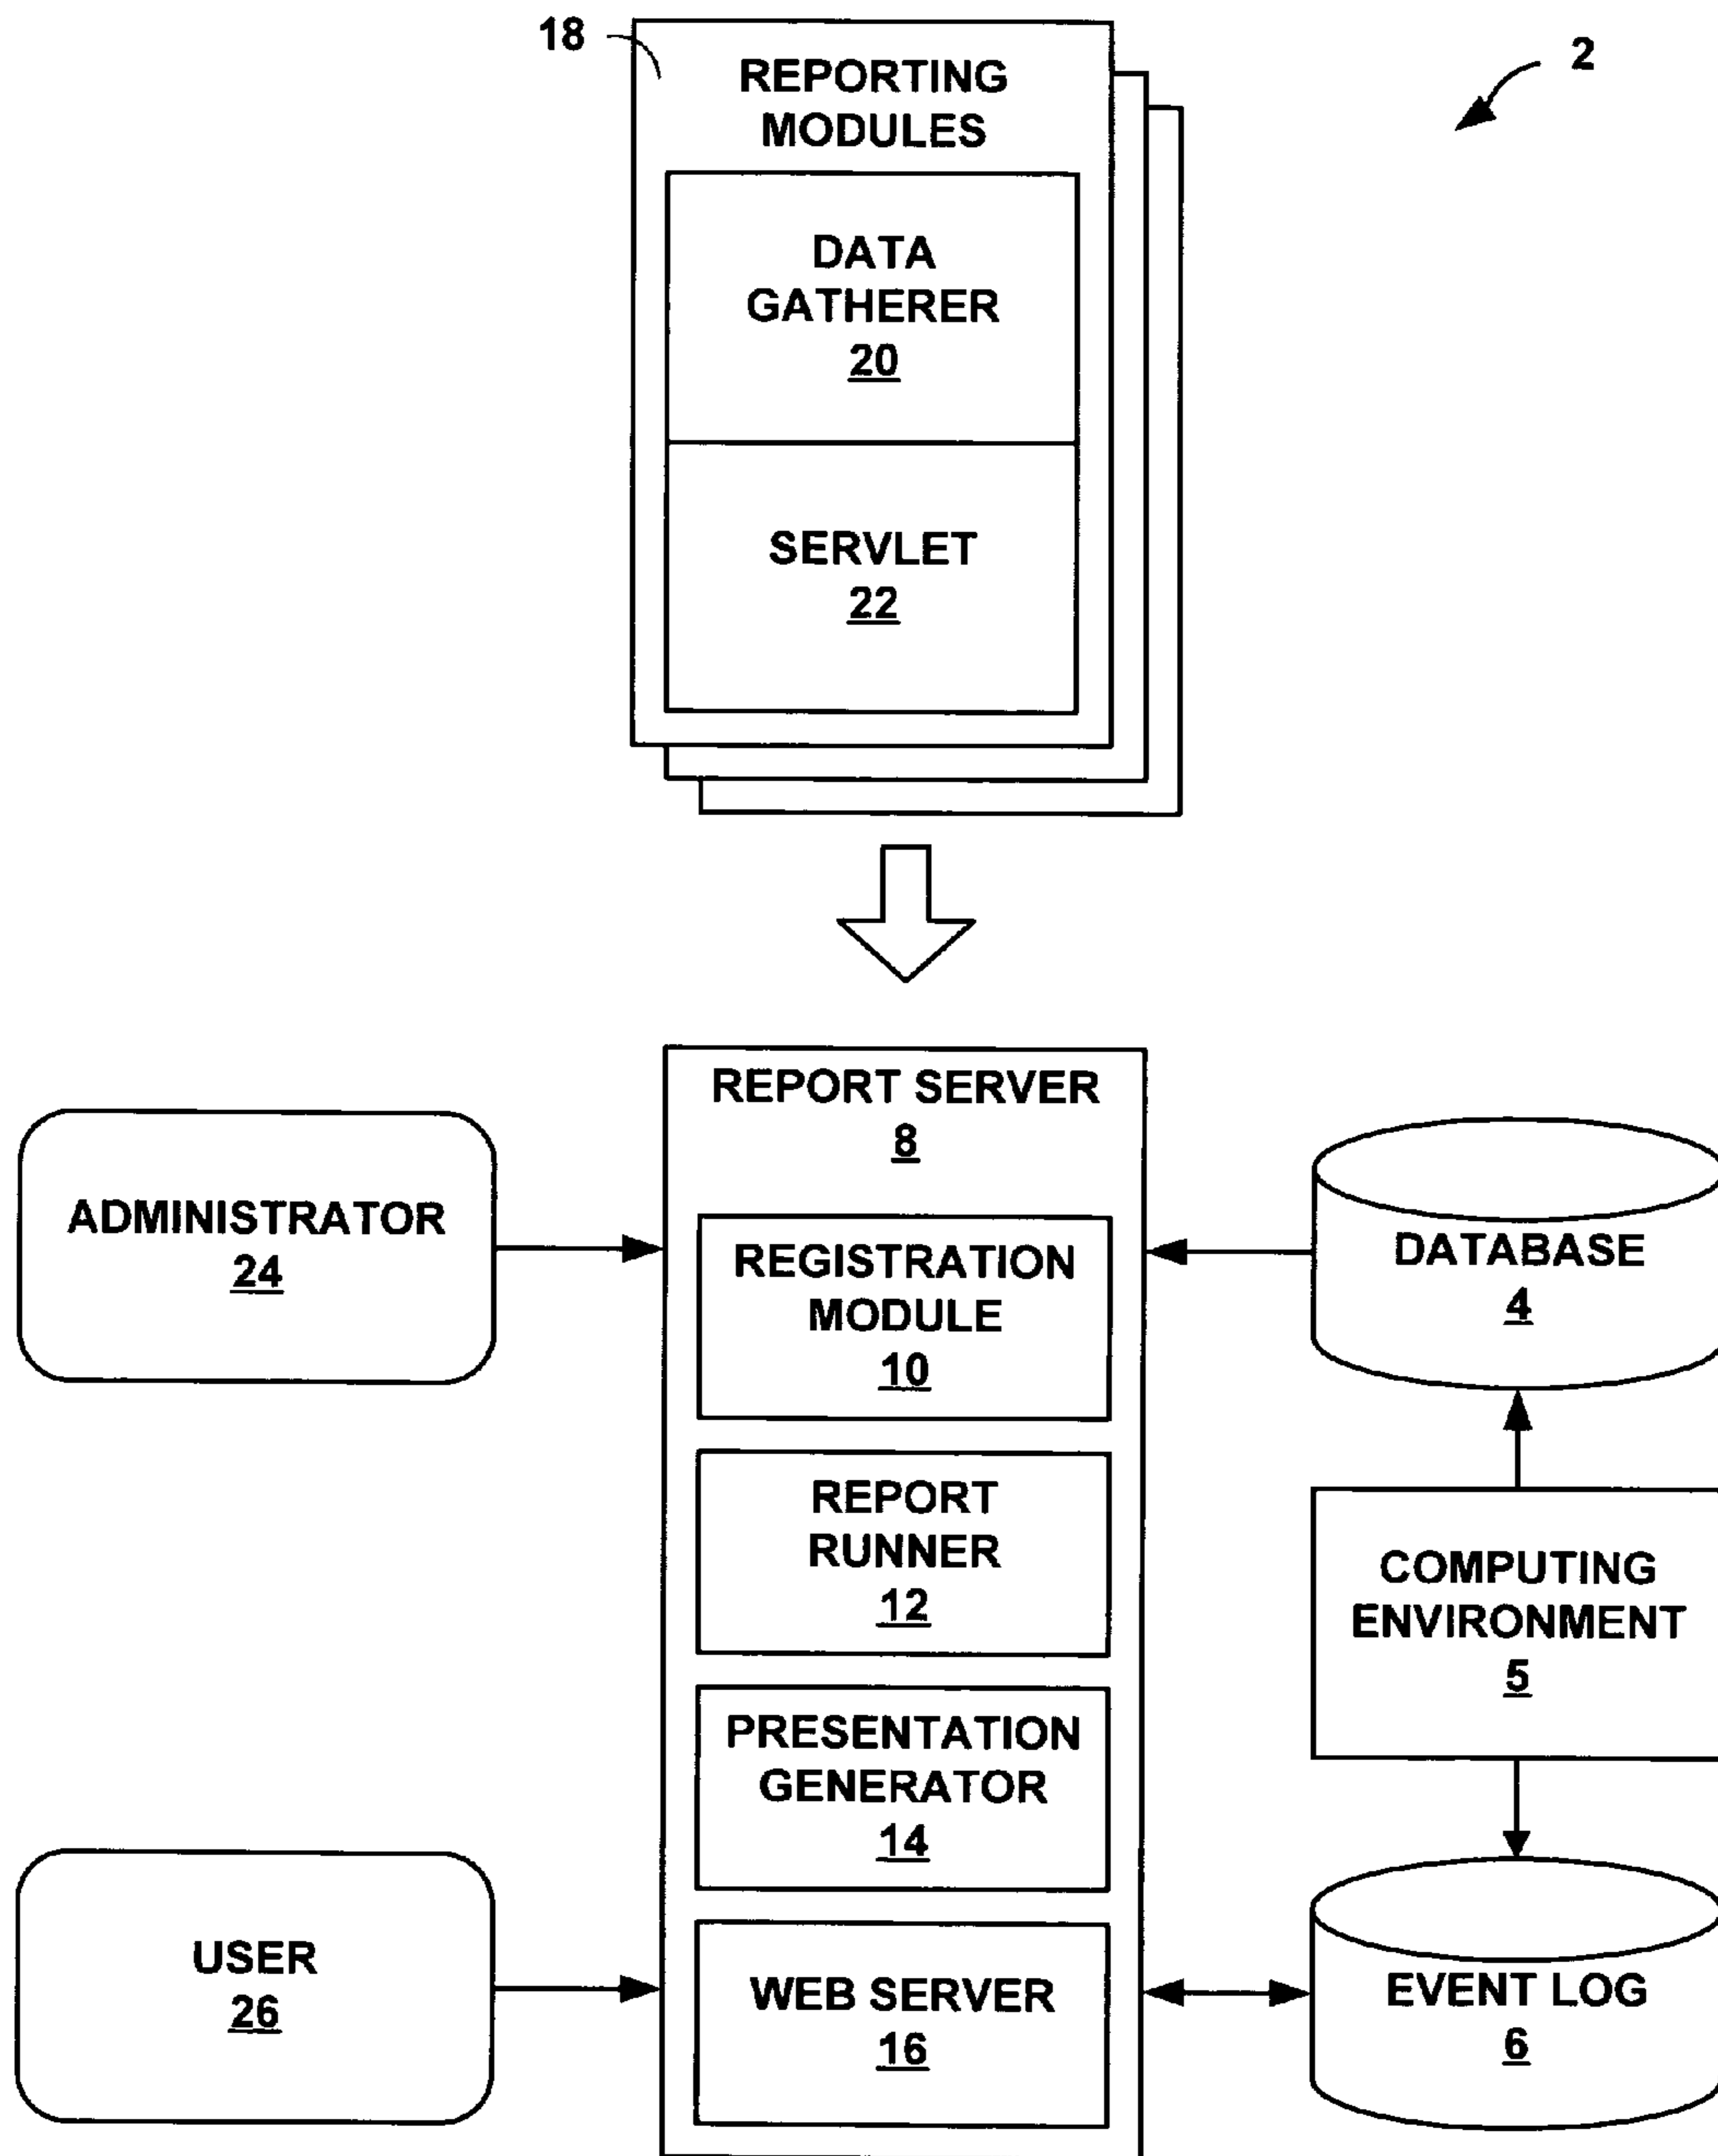 18
2
REPORTING
MODULES
DATA
GATHERER
20
SERVLET
22
REPORT SERVER
8
ADMINISTRATOR
24
REGISTRATION
MODULE
10
DATABASE
4
REPORT
RUNNER
12
COMPUTING
ENVIRONMENT
5
PRESENTATION
GENERATOR
14
USER
26
WEB SERVER
16
EVENT LOG
6